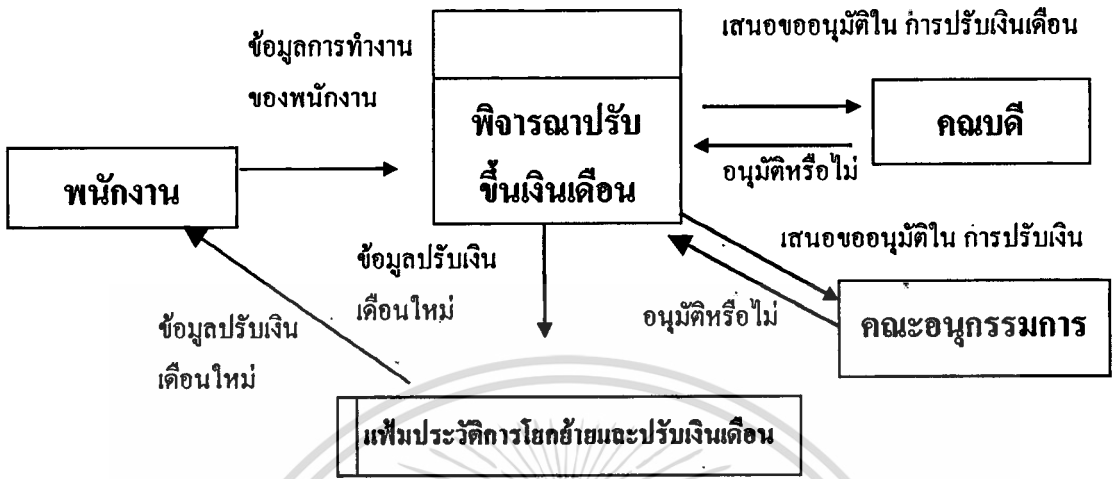 เสนอขออนุมัติใน การปรับเงินเดือน
ข้อมูลการทำงาน
ของพนักงาน
พิจารณาปรับ
ขึ้นเงินเดือน
คณบดี
อนุมัติหรือไม่
พนักงาน
เสนอขออนุมัติใน การปรับเงิน
ข้อมูลปรับเงิน
เดือนใหม่
อนุมัติหรือไม่
คณะอนุกรรมการ
ข้อมูลปรับเงิน
เดือนใหม่
แฟ้มประวัติการโยกย้ายและปรับเงินเดือน